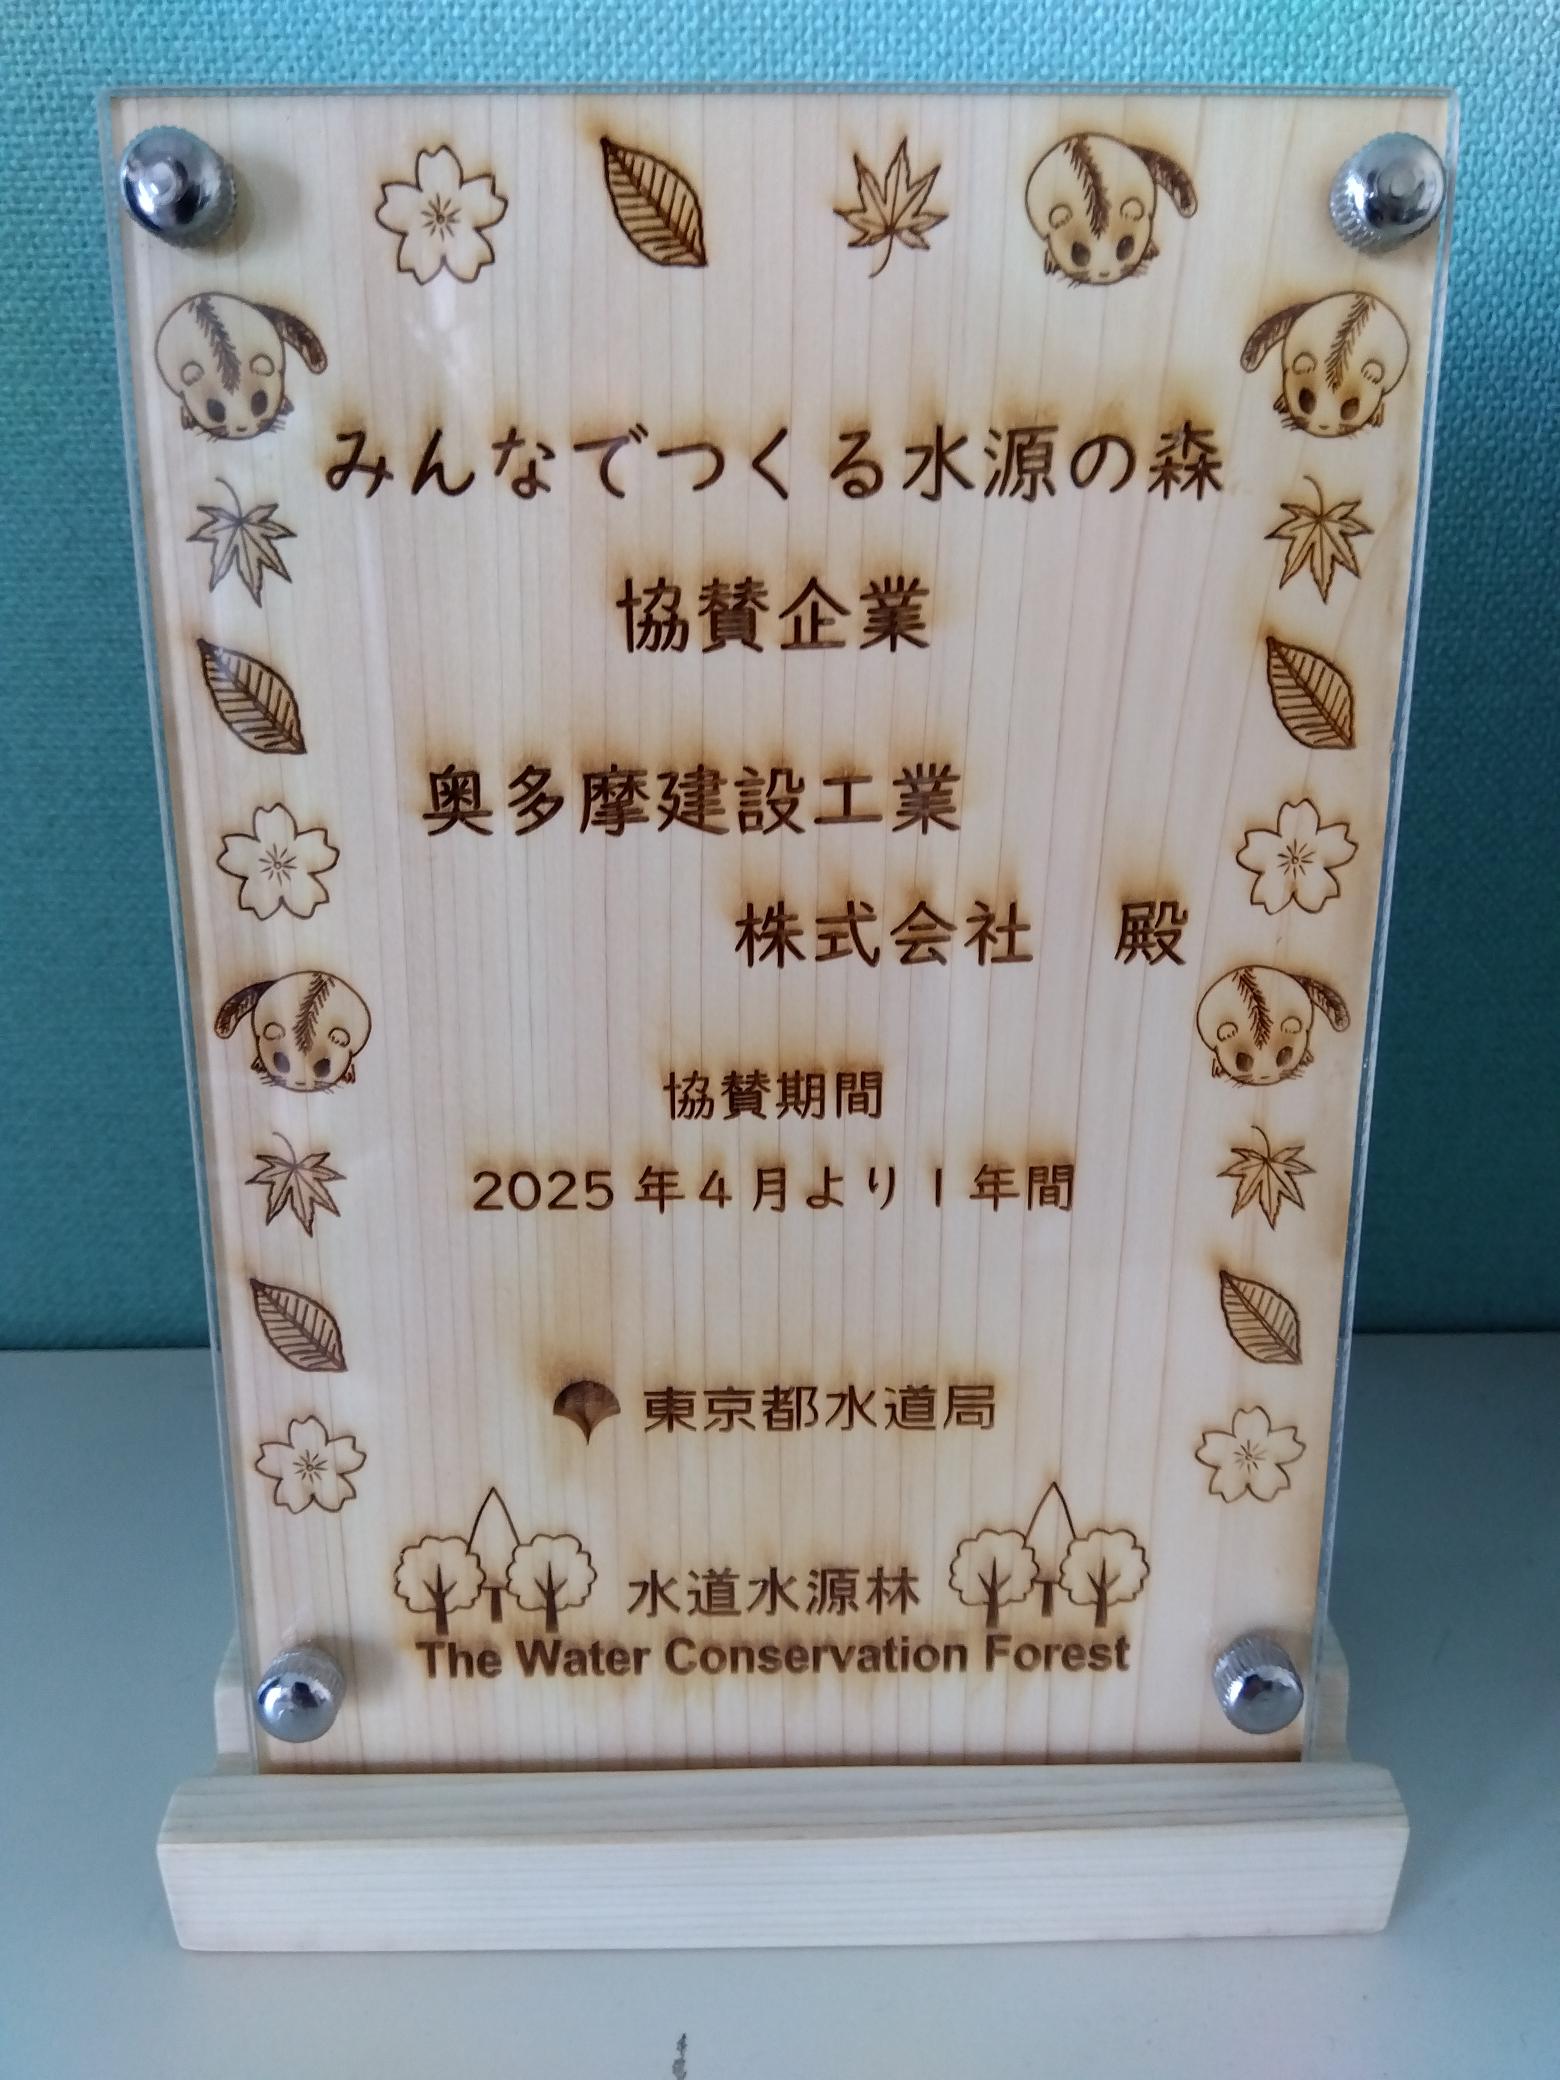 みんなでつくる水源の森
協賛企業
奥多摩建設工業
株式会社　殿
協賛期間
2025年4月より1年間
東京都水道局
水道水源林
The Water Conservation Forest